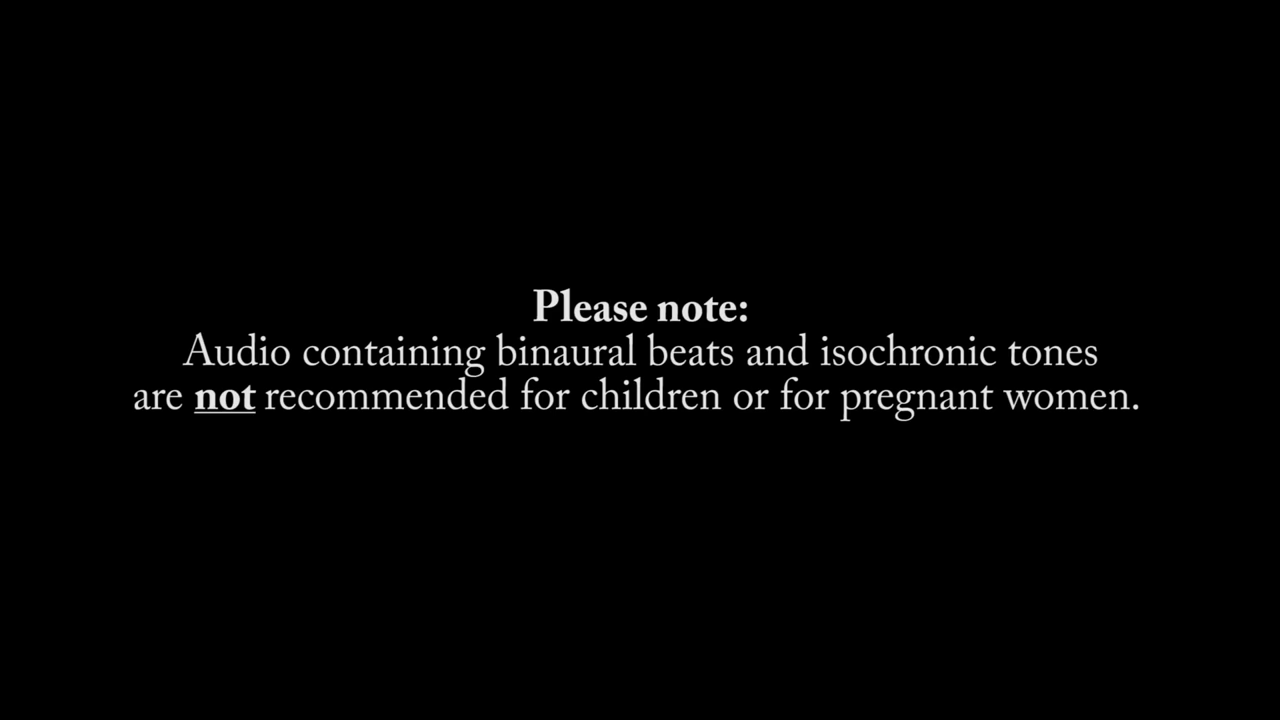 Please note:
Audio containing binaural beats and isochronic tones
are not recommended for children or for pregnant women.